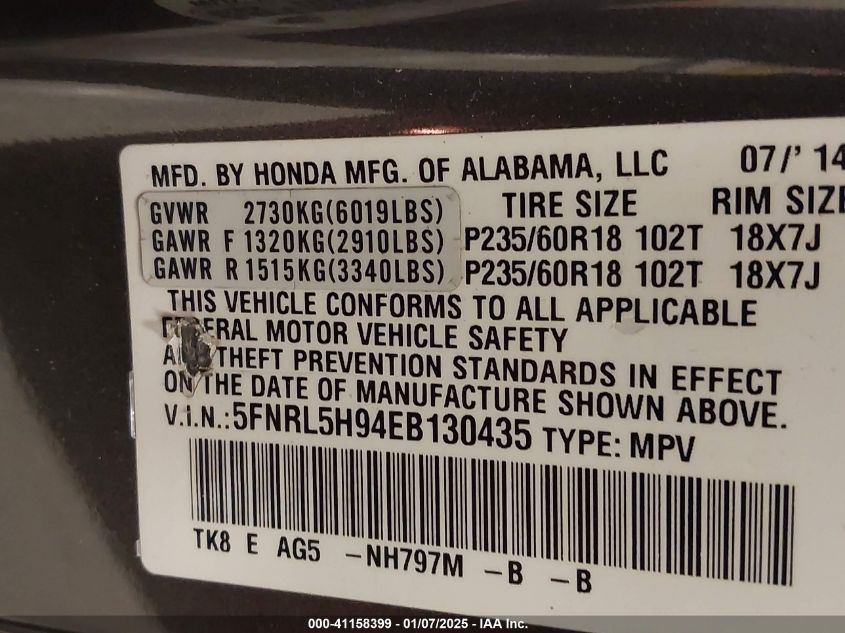 MFD. BY HONDA MFG. OF ALABAMA, LLC 07/' 14
GVWR 2730KG(6019LBS) TIRE SIZE RIM SIZE
GAWR F 1320KG(2910LBS) P235/60R18 102T 18X7J
GAWR R 1515KG(3340LBS) P235/60R18 102T 18X7J
THIS VEHICLE CONFORMS TO ALL APPLICABLE
FEDERAL MOTOR VEHICLE SAFETY
AND THEFT PREVENTION STANDARDS IN EFFECT
ON THE DATE OF MANUFACTURE SHOWN ABOVE.
V.I.N.:5FNRL5H94EB130435 TYPE: MPV
TK8 E AG5 -NH797M -B -B
000-41158399 - 01/07/2025 - IAA Inc.